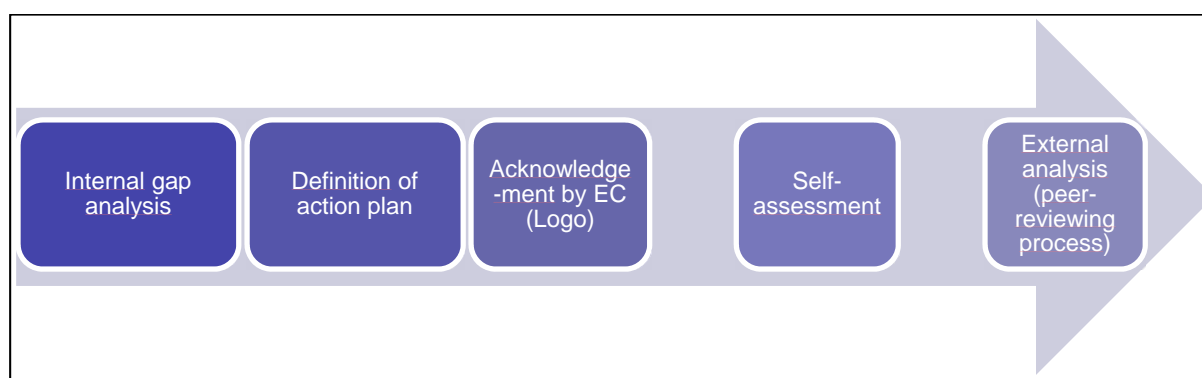 Internal gap
analysis
Definition of
action plan
Acknowledge
-ment by EC
(Logo)
Self-
assessment
External
analysis
(peer-
reviewing
process)